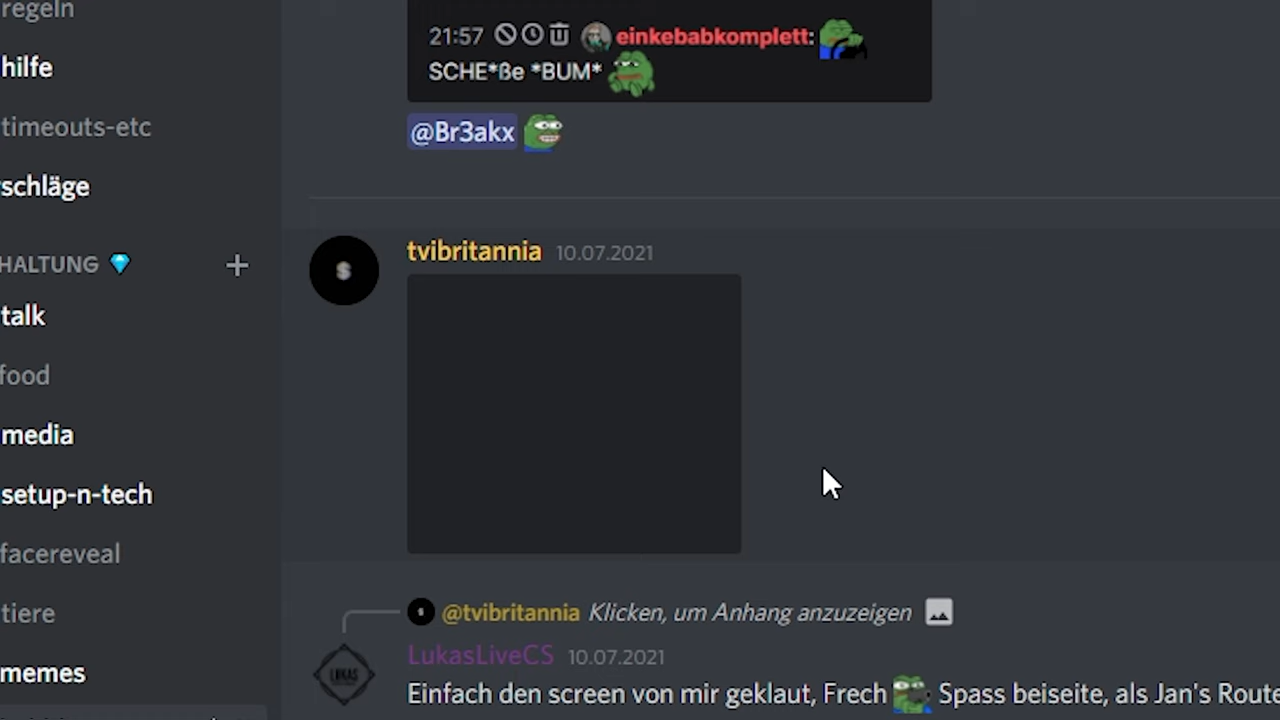 regeln
hilfe
timeouts-etc
schläge
HALTUNG
talk
food
media
setup-n-tech
facereveal
tiere
memes
21:57 einkebabkomplett:
SCHE*ße *BUM*
@Br3akx
$
tvibritannia 10.07.2021
@tvibritannia Klicken, um Anhang anzuzeigen
LUKAS
LukasLiveCS 10.07.2021
Einfach den screen von mir geklaut, Frech Spass beiseite, als Jan's Route